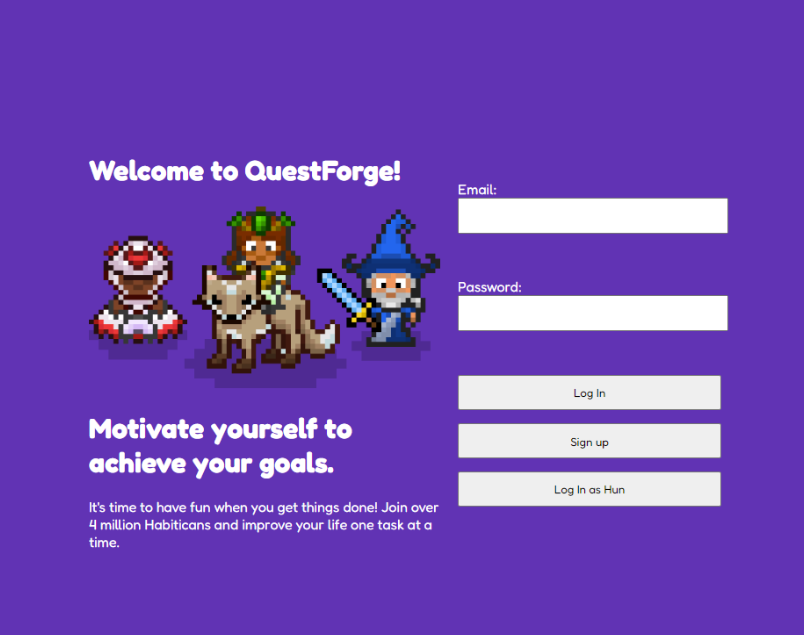 Welcome to QuestForge!
Motivate yourself to
achieve your goals.
It's time to have fun when you get things done! Join over
4 million Habiticans and improve your life one task at a
time.
Email:
Password:
Log In
Sign up
Log In as Hun